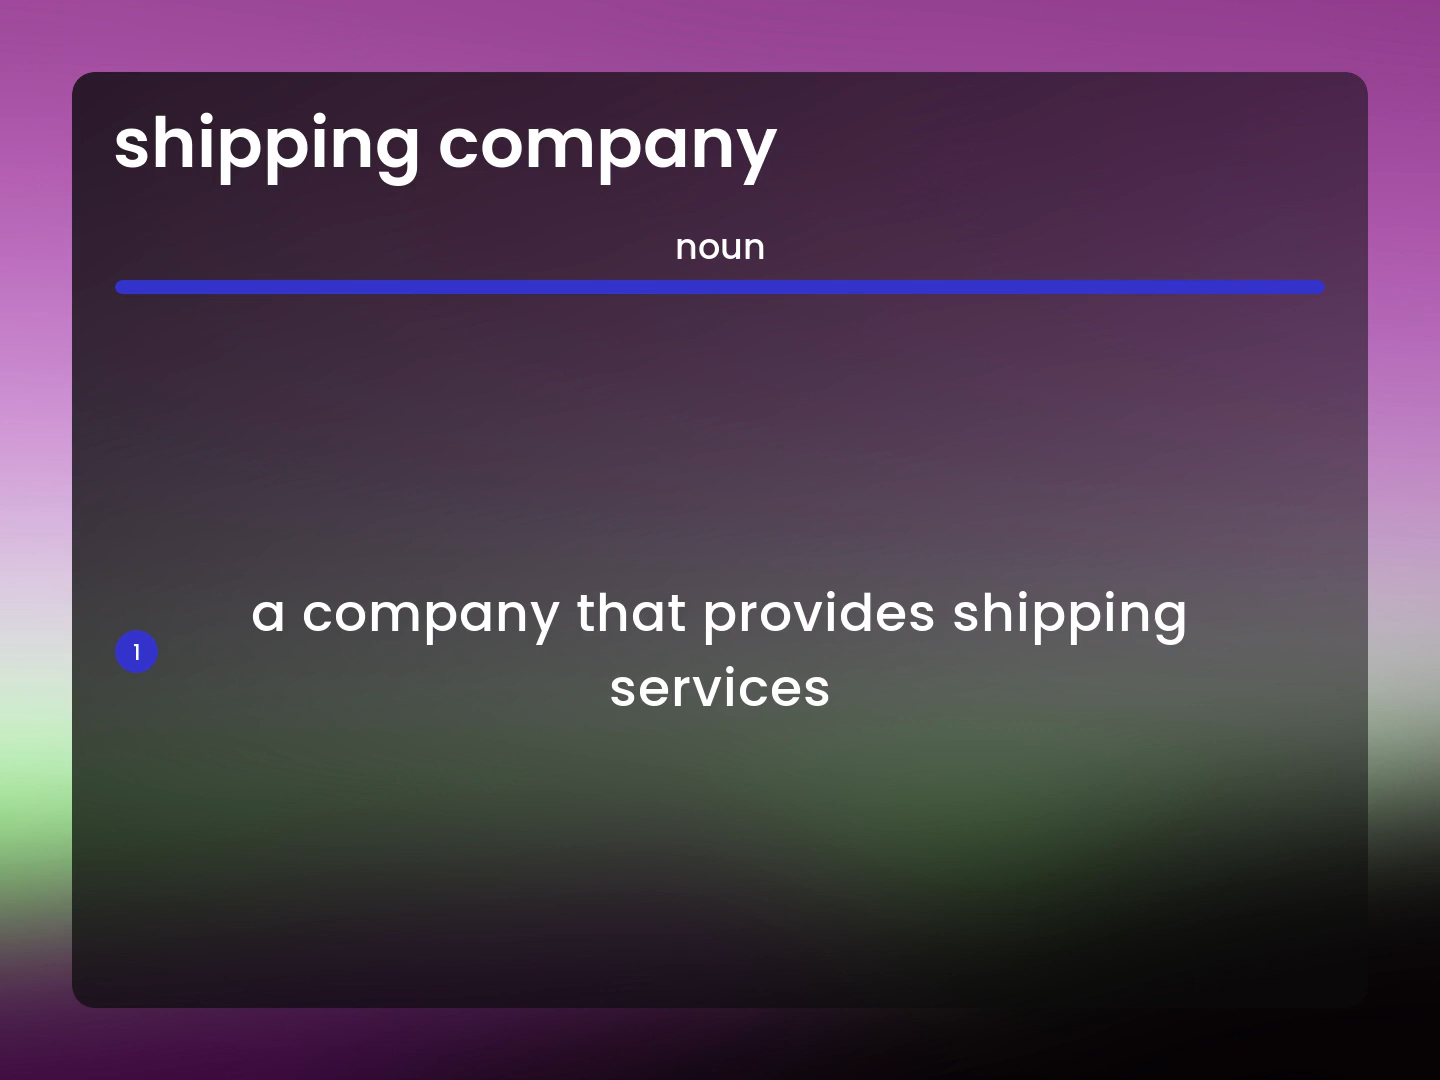 shipping company
noun
1
a company that provides shipping
services